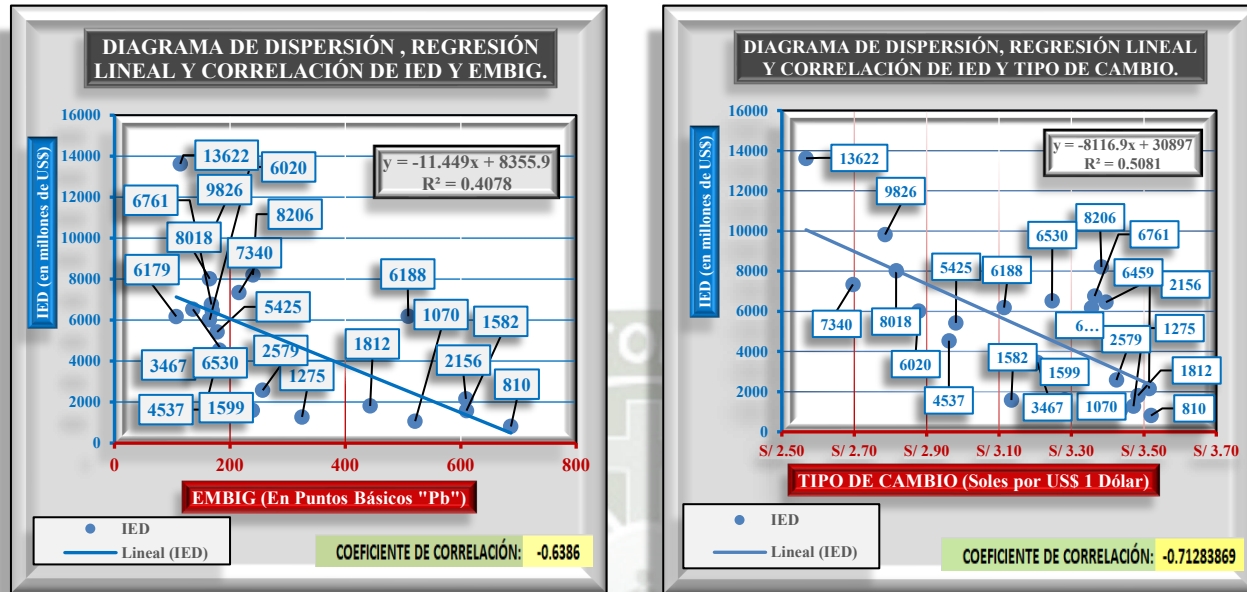 DIAGRAMA DE DISPERSIÓN , REGRESIÓN
LINEAL Y CORRELACIÓN DE IED Y EMBIG.
IED (en millones de US$)
16000
14000
12000
10000
8000
6000
4000
2000
0
13622
6020
9826
6761
8206
8018
7340
6179
6188
5425
1070
1582
3467
6530
2579
1812
2156
4537
1599
1275
810
y = -11.449x + 8355.9
R² = 0.4078
0
200
400
600
800
EMBIG (En Puntos Básicos "Pb")
IED
Lineal (IED)
COEFICIENTE DE CORRELACIÓN: -0.6386
DIAGRAMA DE DISPERSIÓN, REGRESIÓN LINEAL
Y CORRELACIÓN DE IED Y TIPO DE CAMBIO.
IED (en millones de US$)
16000
14000
12000
10000
8000
6000
4000
2000
0
y = -8116.9x + 30897
R² = 0.5081
13622
9826
8206
6530
6761
5425
6188
6459
2156
7340
8018
6...
1275
6020
2579
1582
1599
1812
4537
3467
1070
810
S/ 2.50
S/ 2.70
S/ 2.90
S/ 3.10
S/ 3.30
S/ 3.50
S/ 3.70
TIPO DE CAMBIO (Soles por US$ 1 Dólar)
IED
Lineal (IED)
COEFICIENTE DE CORRELACIÓN: -0.71283869